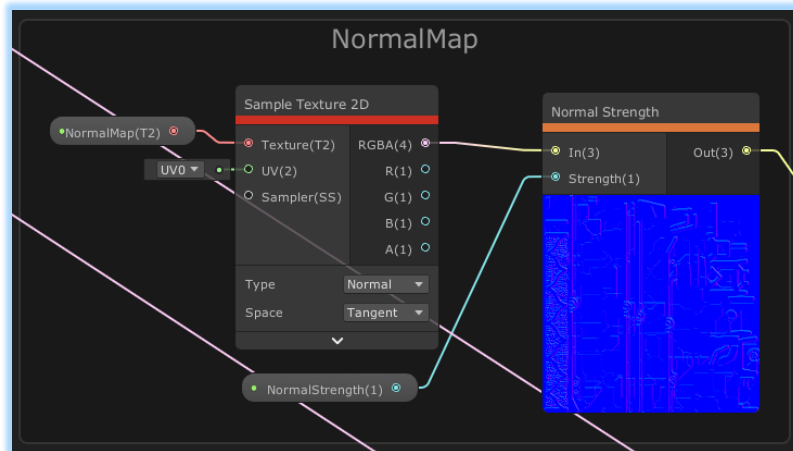 NormalMap
Sample Texture 2D
NormalMap(T2)
Texture(T2) RGBA(4)
UV0 UV(2) R(1)
Sampler(SS) G(1)
B(1)
A(1)
Type Normal
Space Tangent
NormalStrength(1)
Normal Strength
In(3) Out(3)
Strength(1)